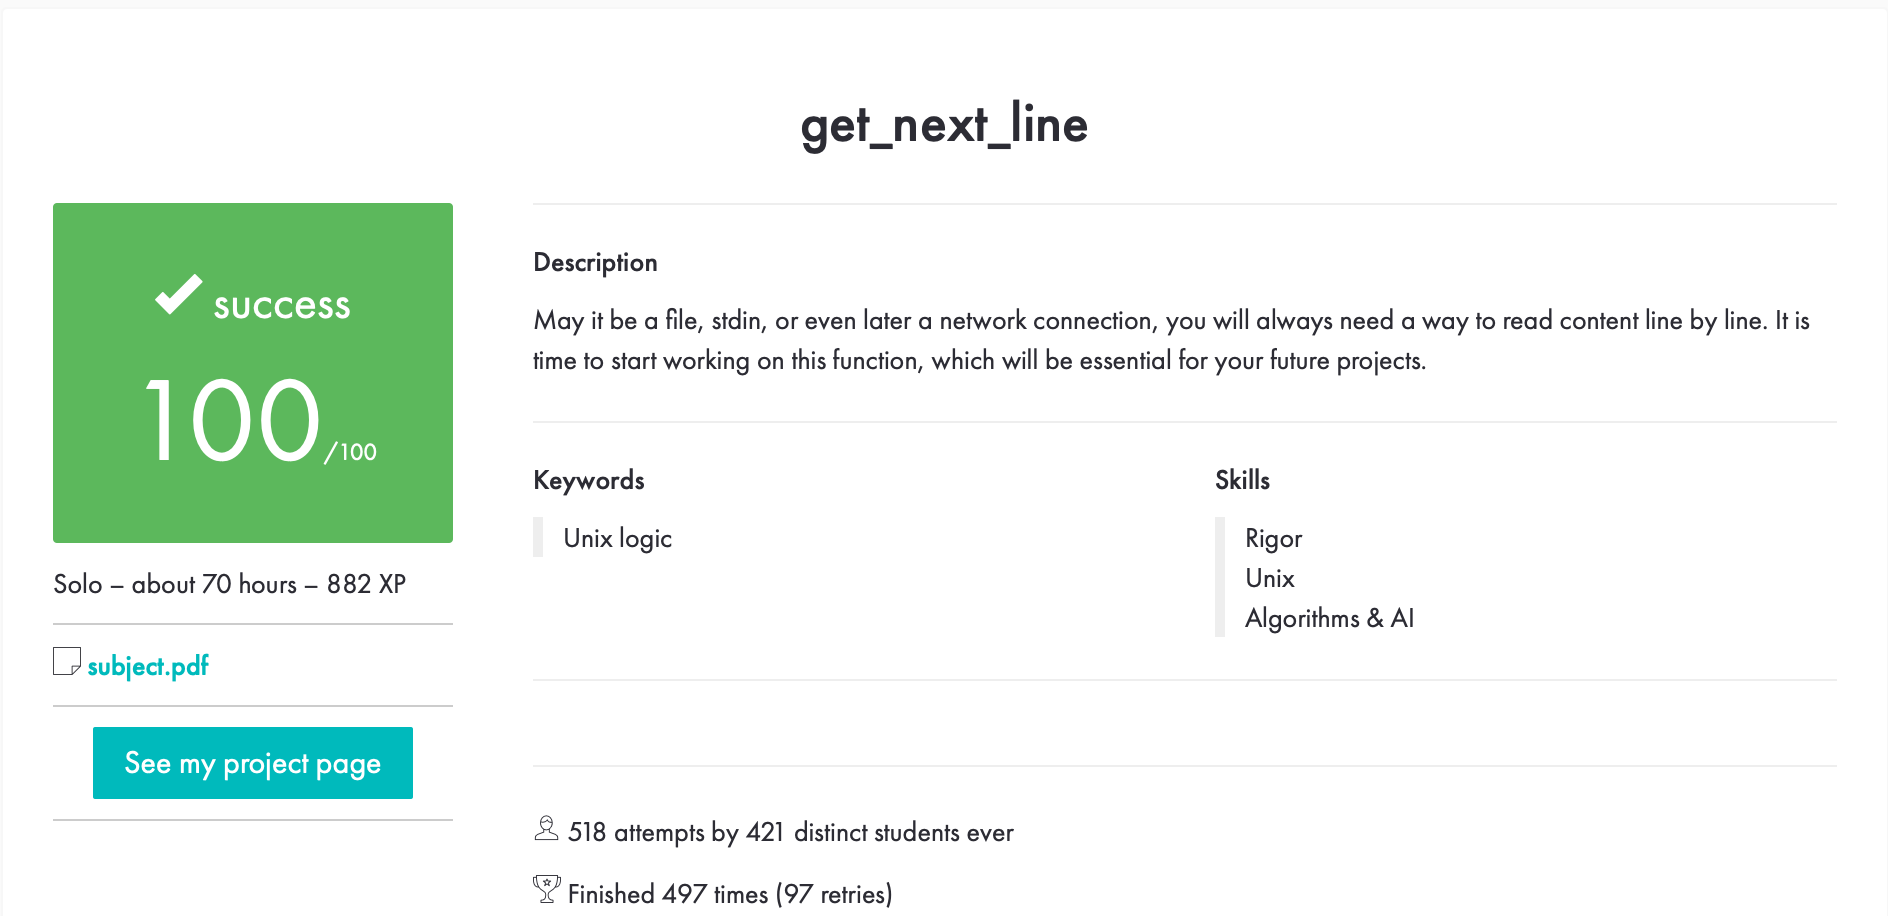 get_next_line
success
100/100
Solo – about 70 hours – 882 XP
subject.pdf
See my project page
Description
May it be a file, stdin, or even later a network connection, you will always need a way to read content line by line. It is
time to start working on this function, which will be essential for your future projects.
Keywords
Unix logic
Skills
Rigor
Unix
Algorithms & AI
518 attempts by 421 distinct students ever
Finished 497 times (97 retries)